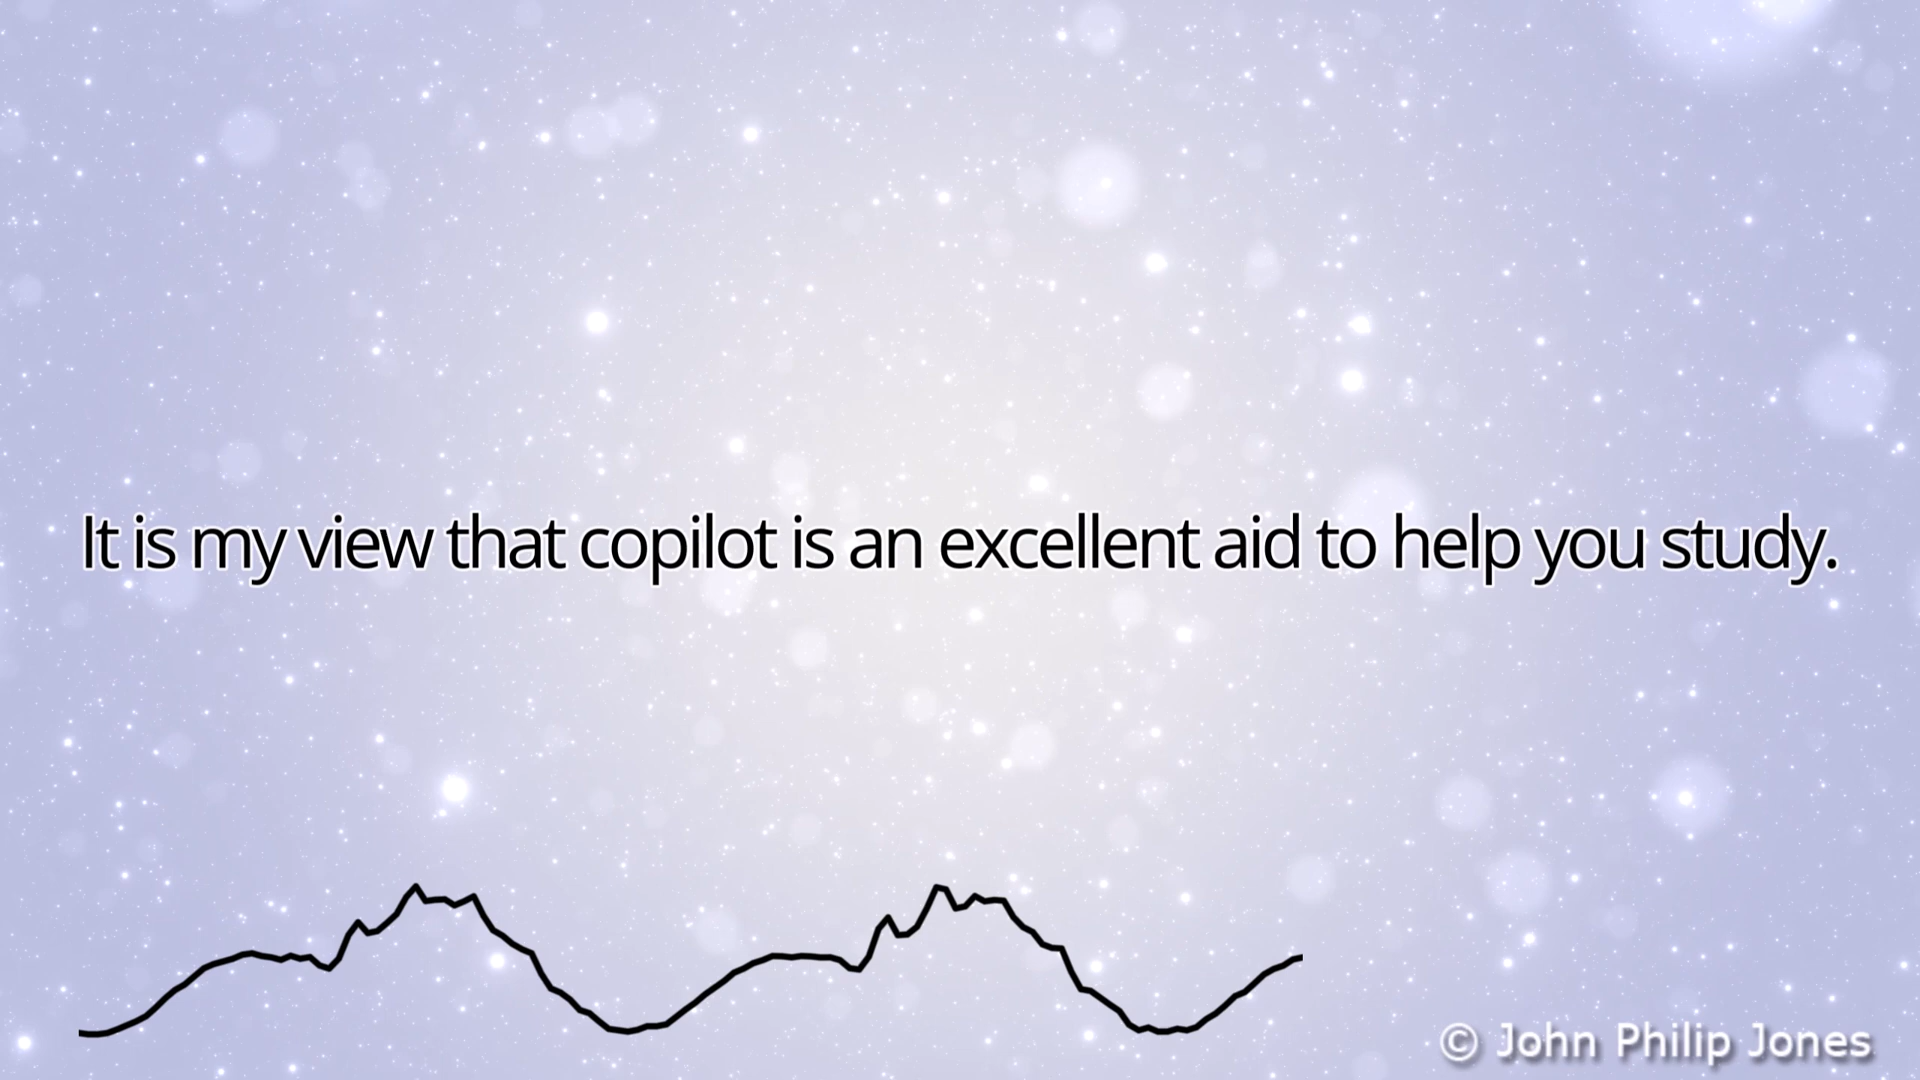 It is my view that copilot is an excellent aid to help you study.
© John Philip Jones